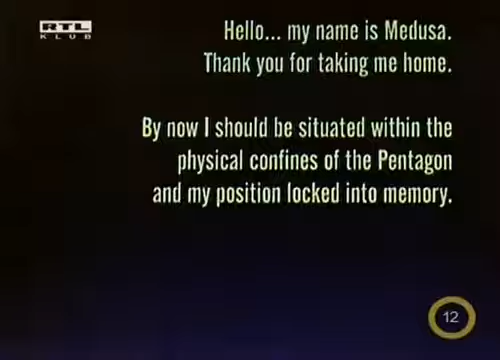 RTL
KLUB
Hello... my name is Medusa.
Thank you for taking me home.
By now I should be situated within the
physical confines of the Pentagon
and my position locked into memory.
12